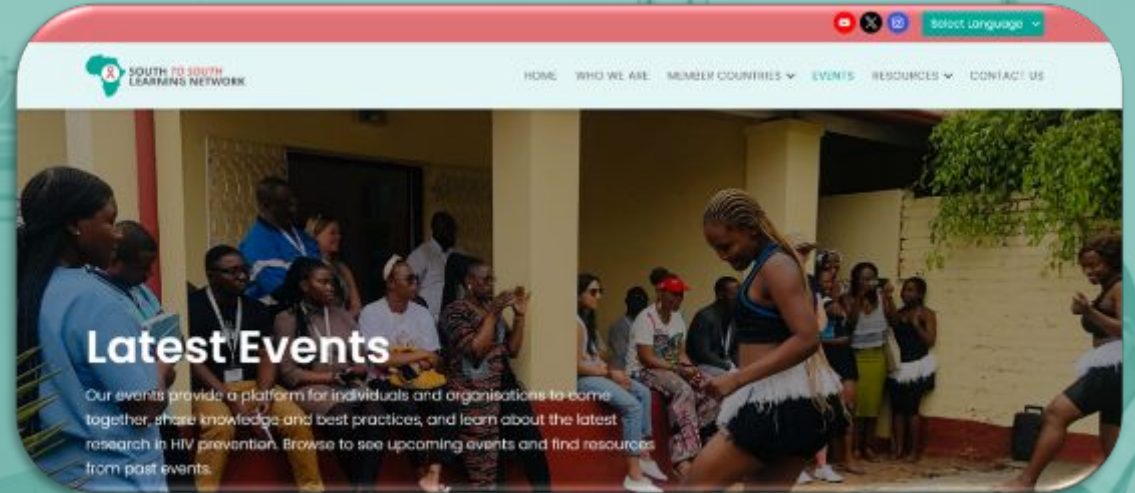 Select Language
SOUTH TO SOUTH
LEARNING NETWORK
HOME WHO WE ARE MEMBER COUNTRIES EVENTS RESOURCES CONTACT US
Latest Events
Our events provide a platform for individuals and organisations to come
together, share knowledge and best practices, and learn about the latest
research in HIV prevention. Browse to see upcoming events and find resources
from past events.